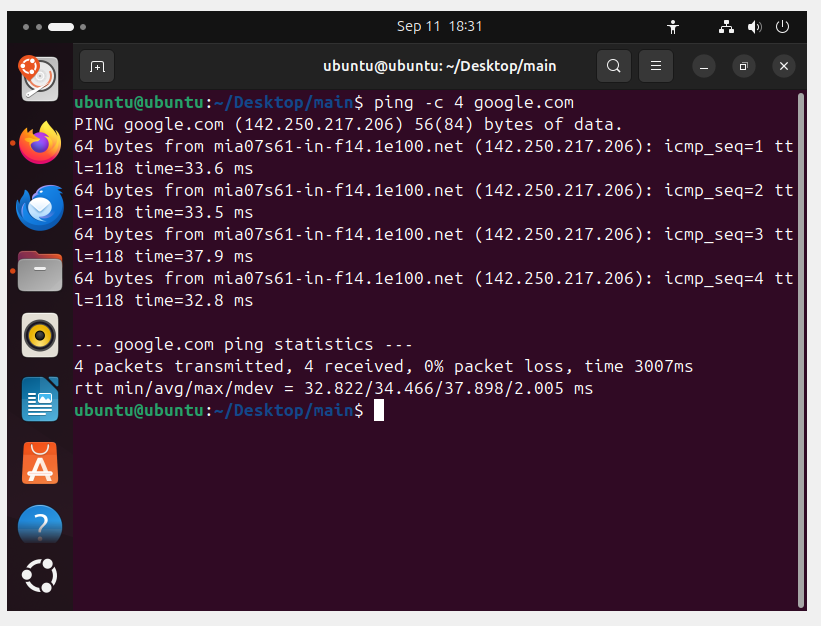 Sep 11 18:31
ubuntu@ubuntu: ~/Desktop/main
ubuntu@ubuntu:~/Desktop/main$ ping -c 4 google.com
PING google.com (142.250.217.206) 56(84) bytes of data.
64 bytes from mia07s61-in-f14.1e100.net (142.250.217.206): icmp_seq=1 tt
l=118 time=33.6 ms
64 bytes from mia07s61-in-f14.1e100.net (142.250.217.206): icmp_seq=2 tt
l=118 time=33.5 ms
64 bytes from mia07s61-in-f14.1e100.net (142.250.217.206): icmp_seq=3 tt
l=118 time=37.9 ms
64 bytes from mia07s61-in-f14.1e100.net (142.250.217.206): icmp_seq=4 tt
l=118 time=32.8 ms
--- google.com ping statistics ---
4 packets transmitted, 4 received, 0% packet loss, time 3007ms
rtt min/avg/max/mdev = 32.822/34.466/37.898/2.005 ms
ubuntu@ubuntu:~/Desktop/main$